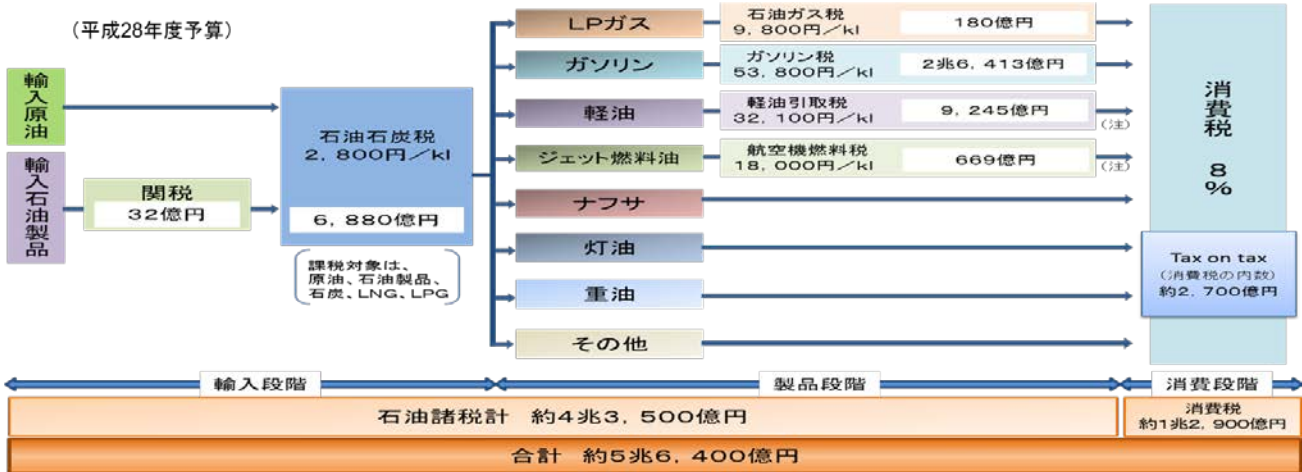 (平成28年度予算)
輸入原油
輸入石油製品
関税
32億円
石油石炭税
2,800円/kl
6,880億円
課税対象は、
原油、石油製品、
石炭、LNG、LPG
LPガス
石油ガス税
9,800円/kl
180億円
ガソリン
ガソリン税
53,800円/kl
2兆6,413億円
軽油
軽油引取税
32,100円/kl
9,245億円
(注)
ジェット燃料油
航空機燃料税
18,000円/kl
669億円
(注)
ナフサ
灯油
重油
その他
消費税 8%
Tax on tax
(消費税の内数)
約2,700億円
輸入段階
製品段階
消費段階
石油諸税計 約4兆3,500億円
消費税
約1兆2,900億円
合計 約5兆6,400億円